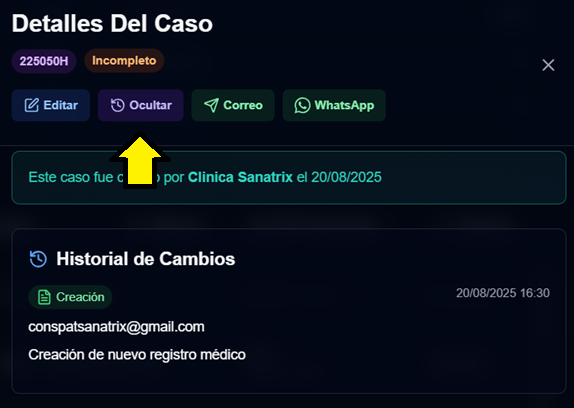 Detalles Del Caso
225050H
Incompleto
Editar
Ocultar
Correo
WhatsApp
Este caso fue por Clinica Sanatrix el 20/08/2025
Historial de Cambios
Creación
20/08/2025 16:30
conspatsanatrix@gmail.com
Creación de nuevo registro médico